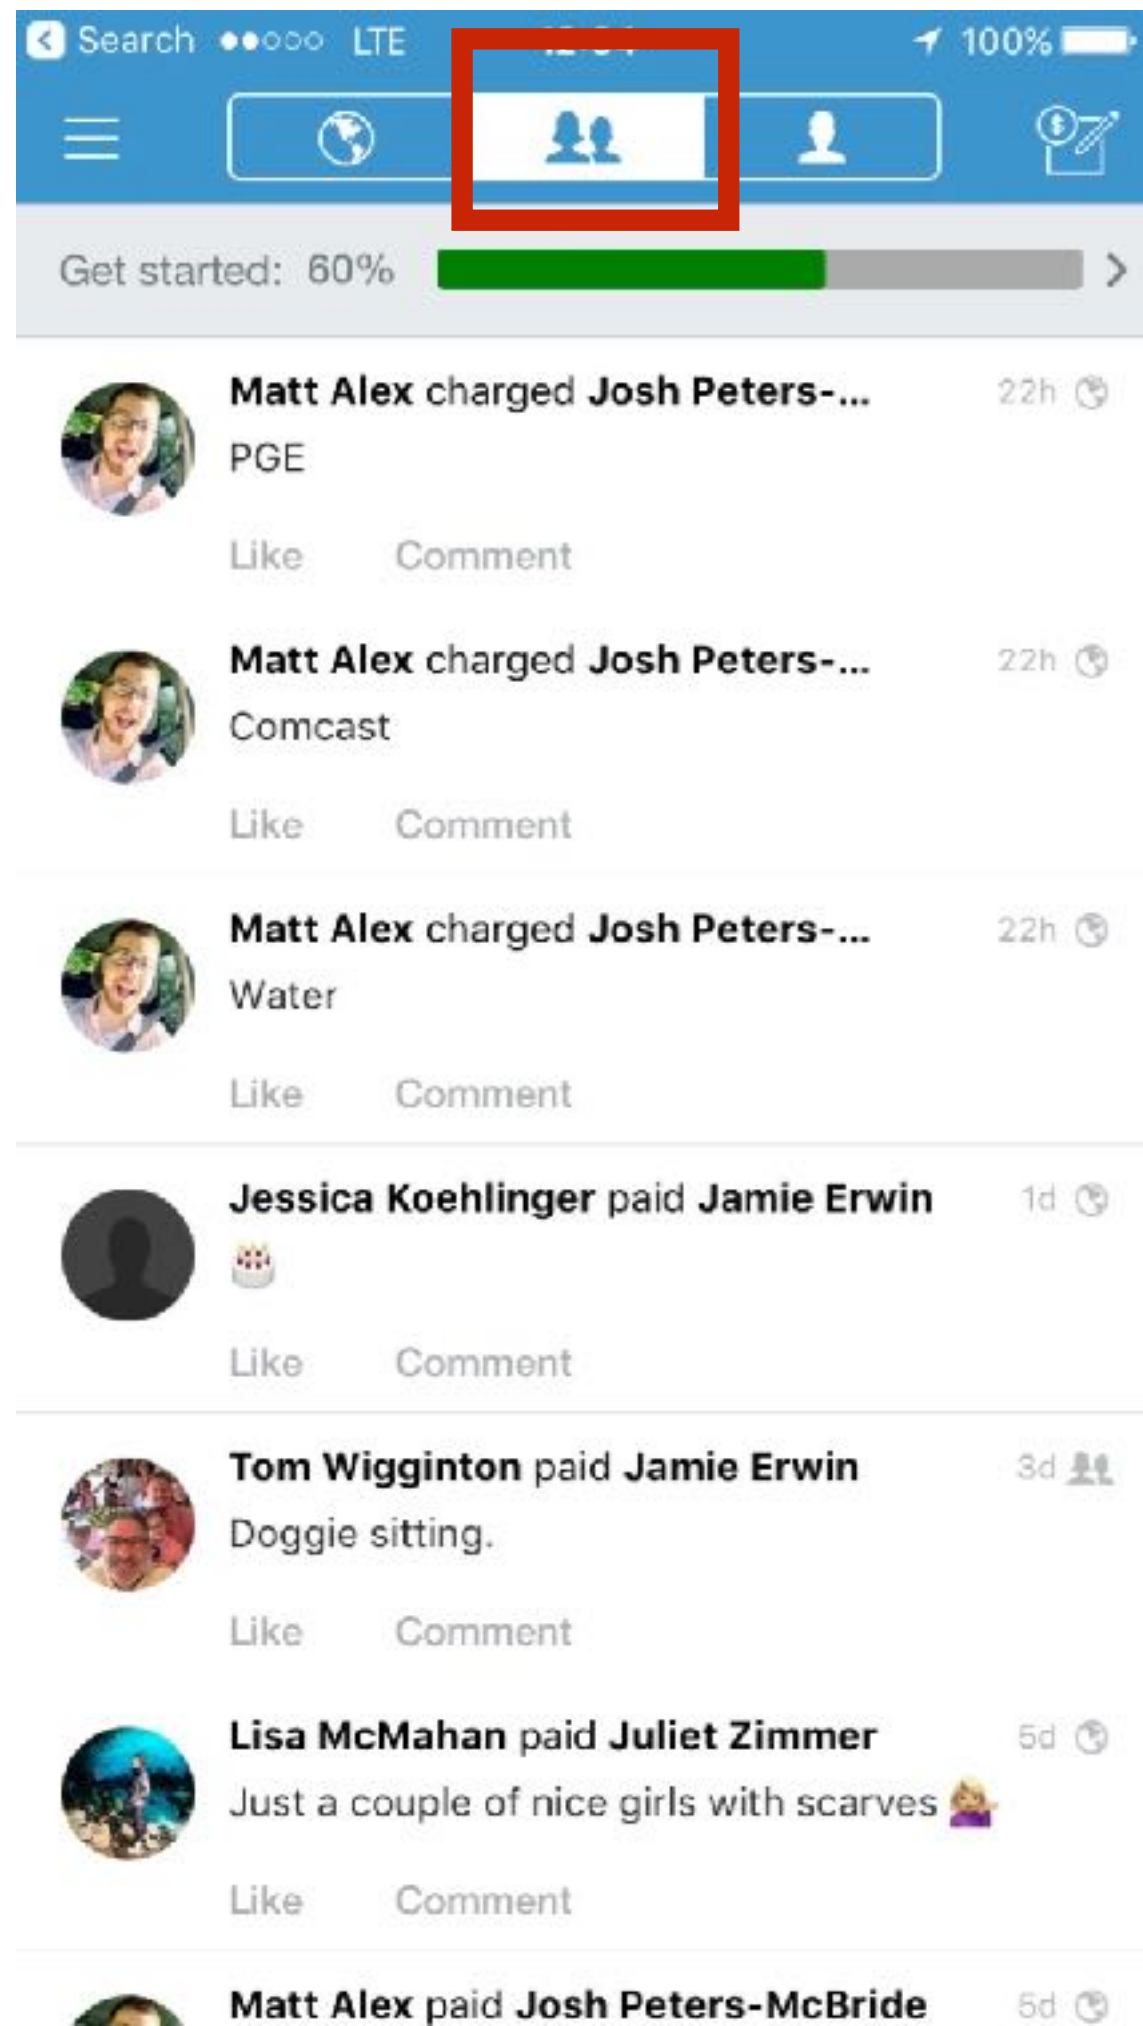 Search LTE 100%
Get started: 60%
Matt Alex charged Josh Peters-... 22h
PGE
Like Comment
Matt Alex charged Josh Peters-... 22h
Comcast
Like Comment
Matt Alex charged Josh Peters-... 22h
Water
Like Comment
Jessica Koehlinger paid Jamie Erwin 1d
Like Comment
Tom Wigginton paid Jamie Erwin 3d
Doggie sitting.
Like Comment
Lisa McMahan paid Juliet Zimmer 5d
Just a couple of nice girls with scarves
Like Comment
Matt Alex paid Josh Peters-McBride 5d